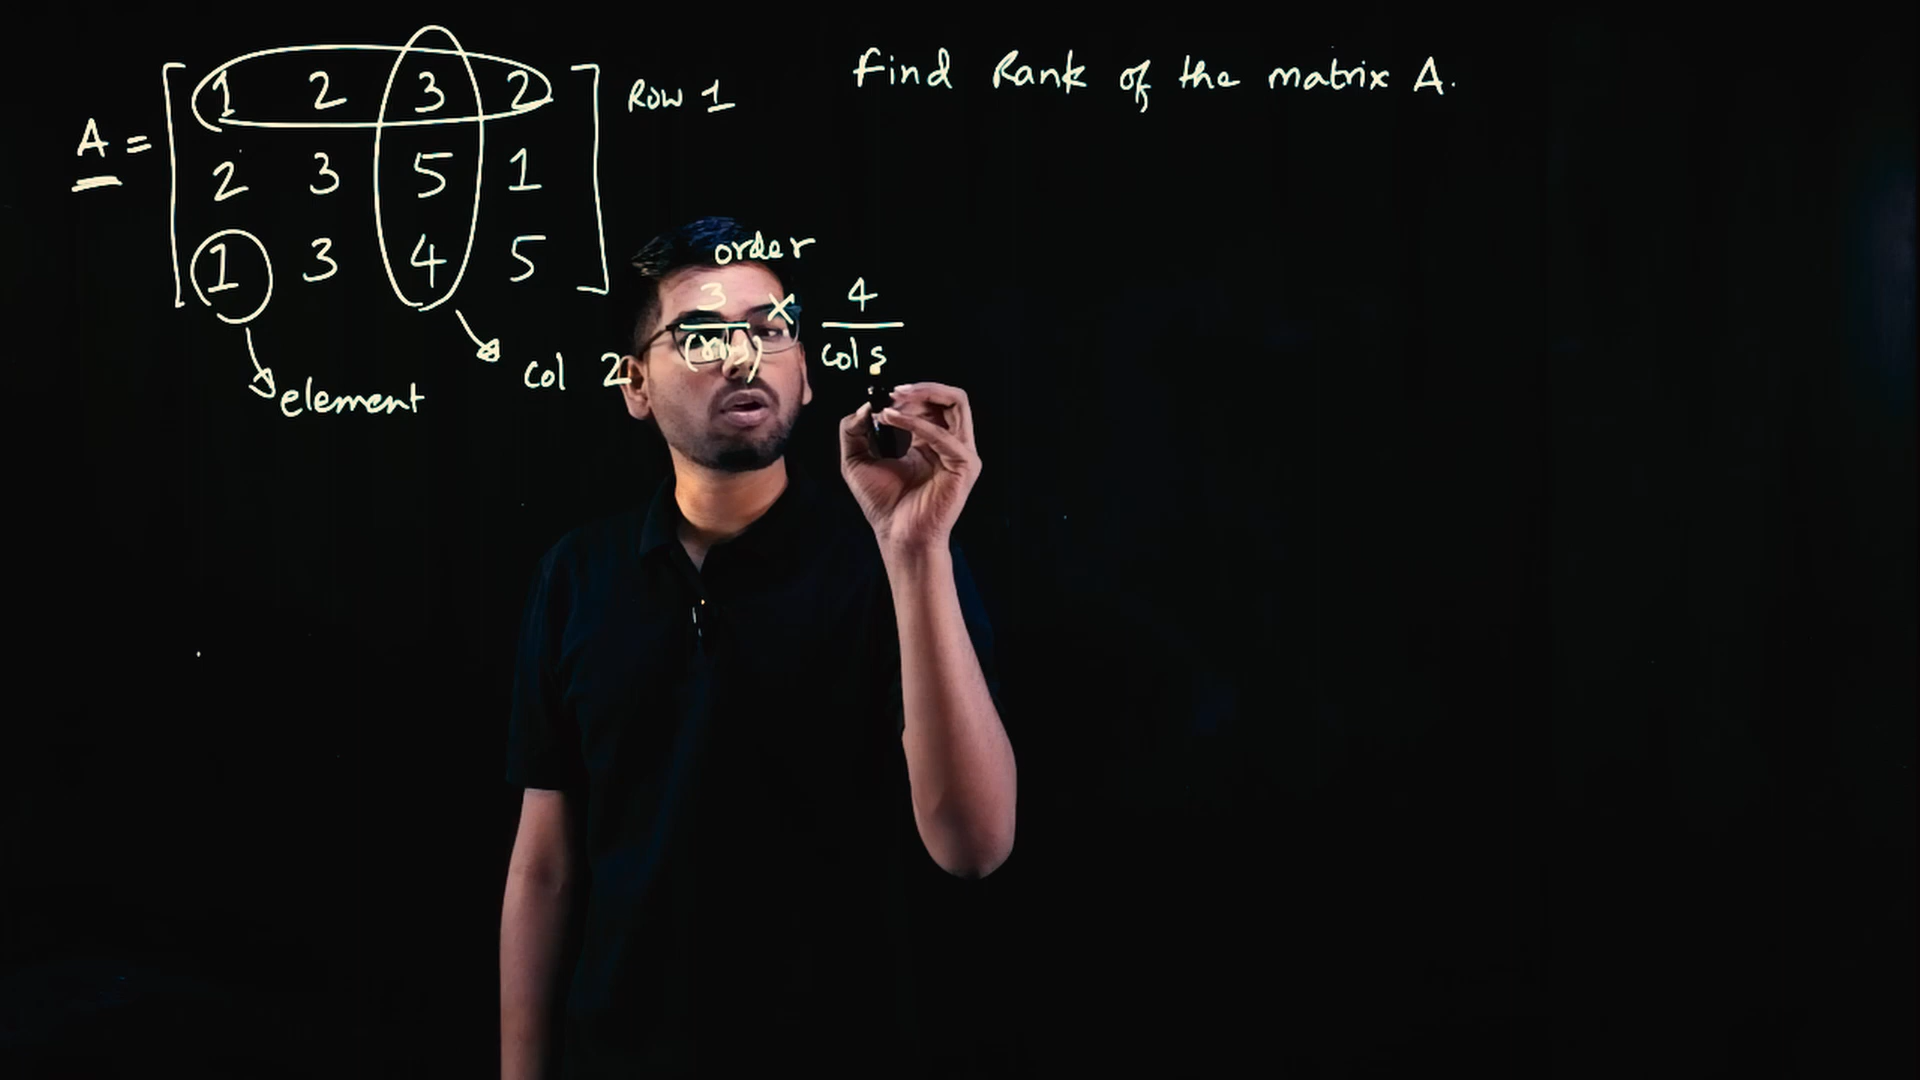 Find Rank of the matrix A.
A = [ 1 2 3 2 ] Row 1
2 3 5 1
1 3 4 5
order
3 × 4
(rows) cols
element
col 2